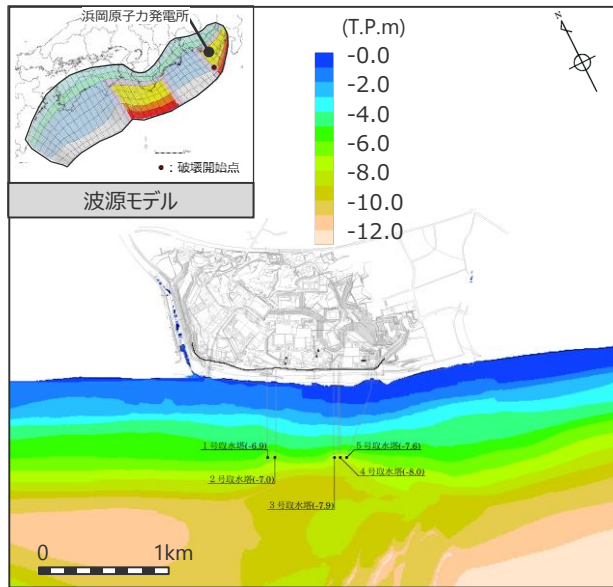 浜岡原子力発電所
●:破壊開始点
波源モデル
(T.P.m)
-0.0
-2.0
-4.0
-6.0
-8.0
-10.0
-12.0
N
1号取水塔(-6.9)
5号取水塔(-7.6)
2号取水塔(-7.0)
4号取水塔(-8.0)
3号取水塔(-7.9)
0 1km